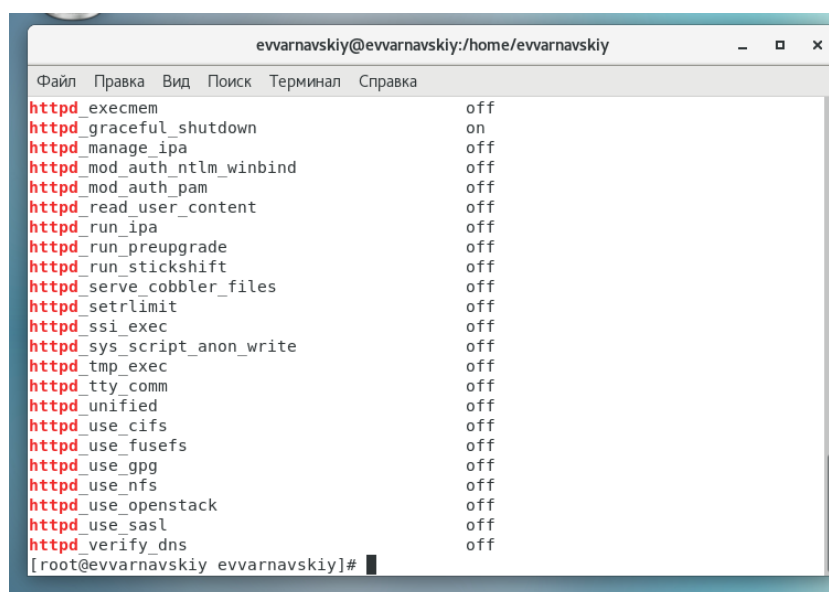 evvarnavskiy@evvarnavskiy:/home/evvarnavskiy
Файл Правка Вид Поиск Терминал Справка
httpd_execmem off
httpd_graceful_shutdown on
httpd_manage_ipa off
httpd_mod_auth_ntlm_winbind off
httpd_mod_auth_pam off
httpd_read_user_content off
httpd_run_ipa off
httpd_run_preupgrade off
httpd_run_stickshift off
httpd_serve_cobbler_files off
httpd_setrlimit off
httpd_ssi_exec off
httpd_sys_script_anon_write off
httpd_tmp_exec off
httpd_tty_comm off
httpd_unified off
httpd_use_cifs off
httpd_use_fusefs off
httpd_use_gpg off
httpd_use_nfs off
httpd_use_openstack off
httpd_use_sasl off
httpd_verify_dns off
[root@evvarnavskiy evvarnavskiy]#